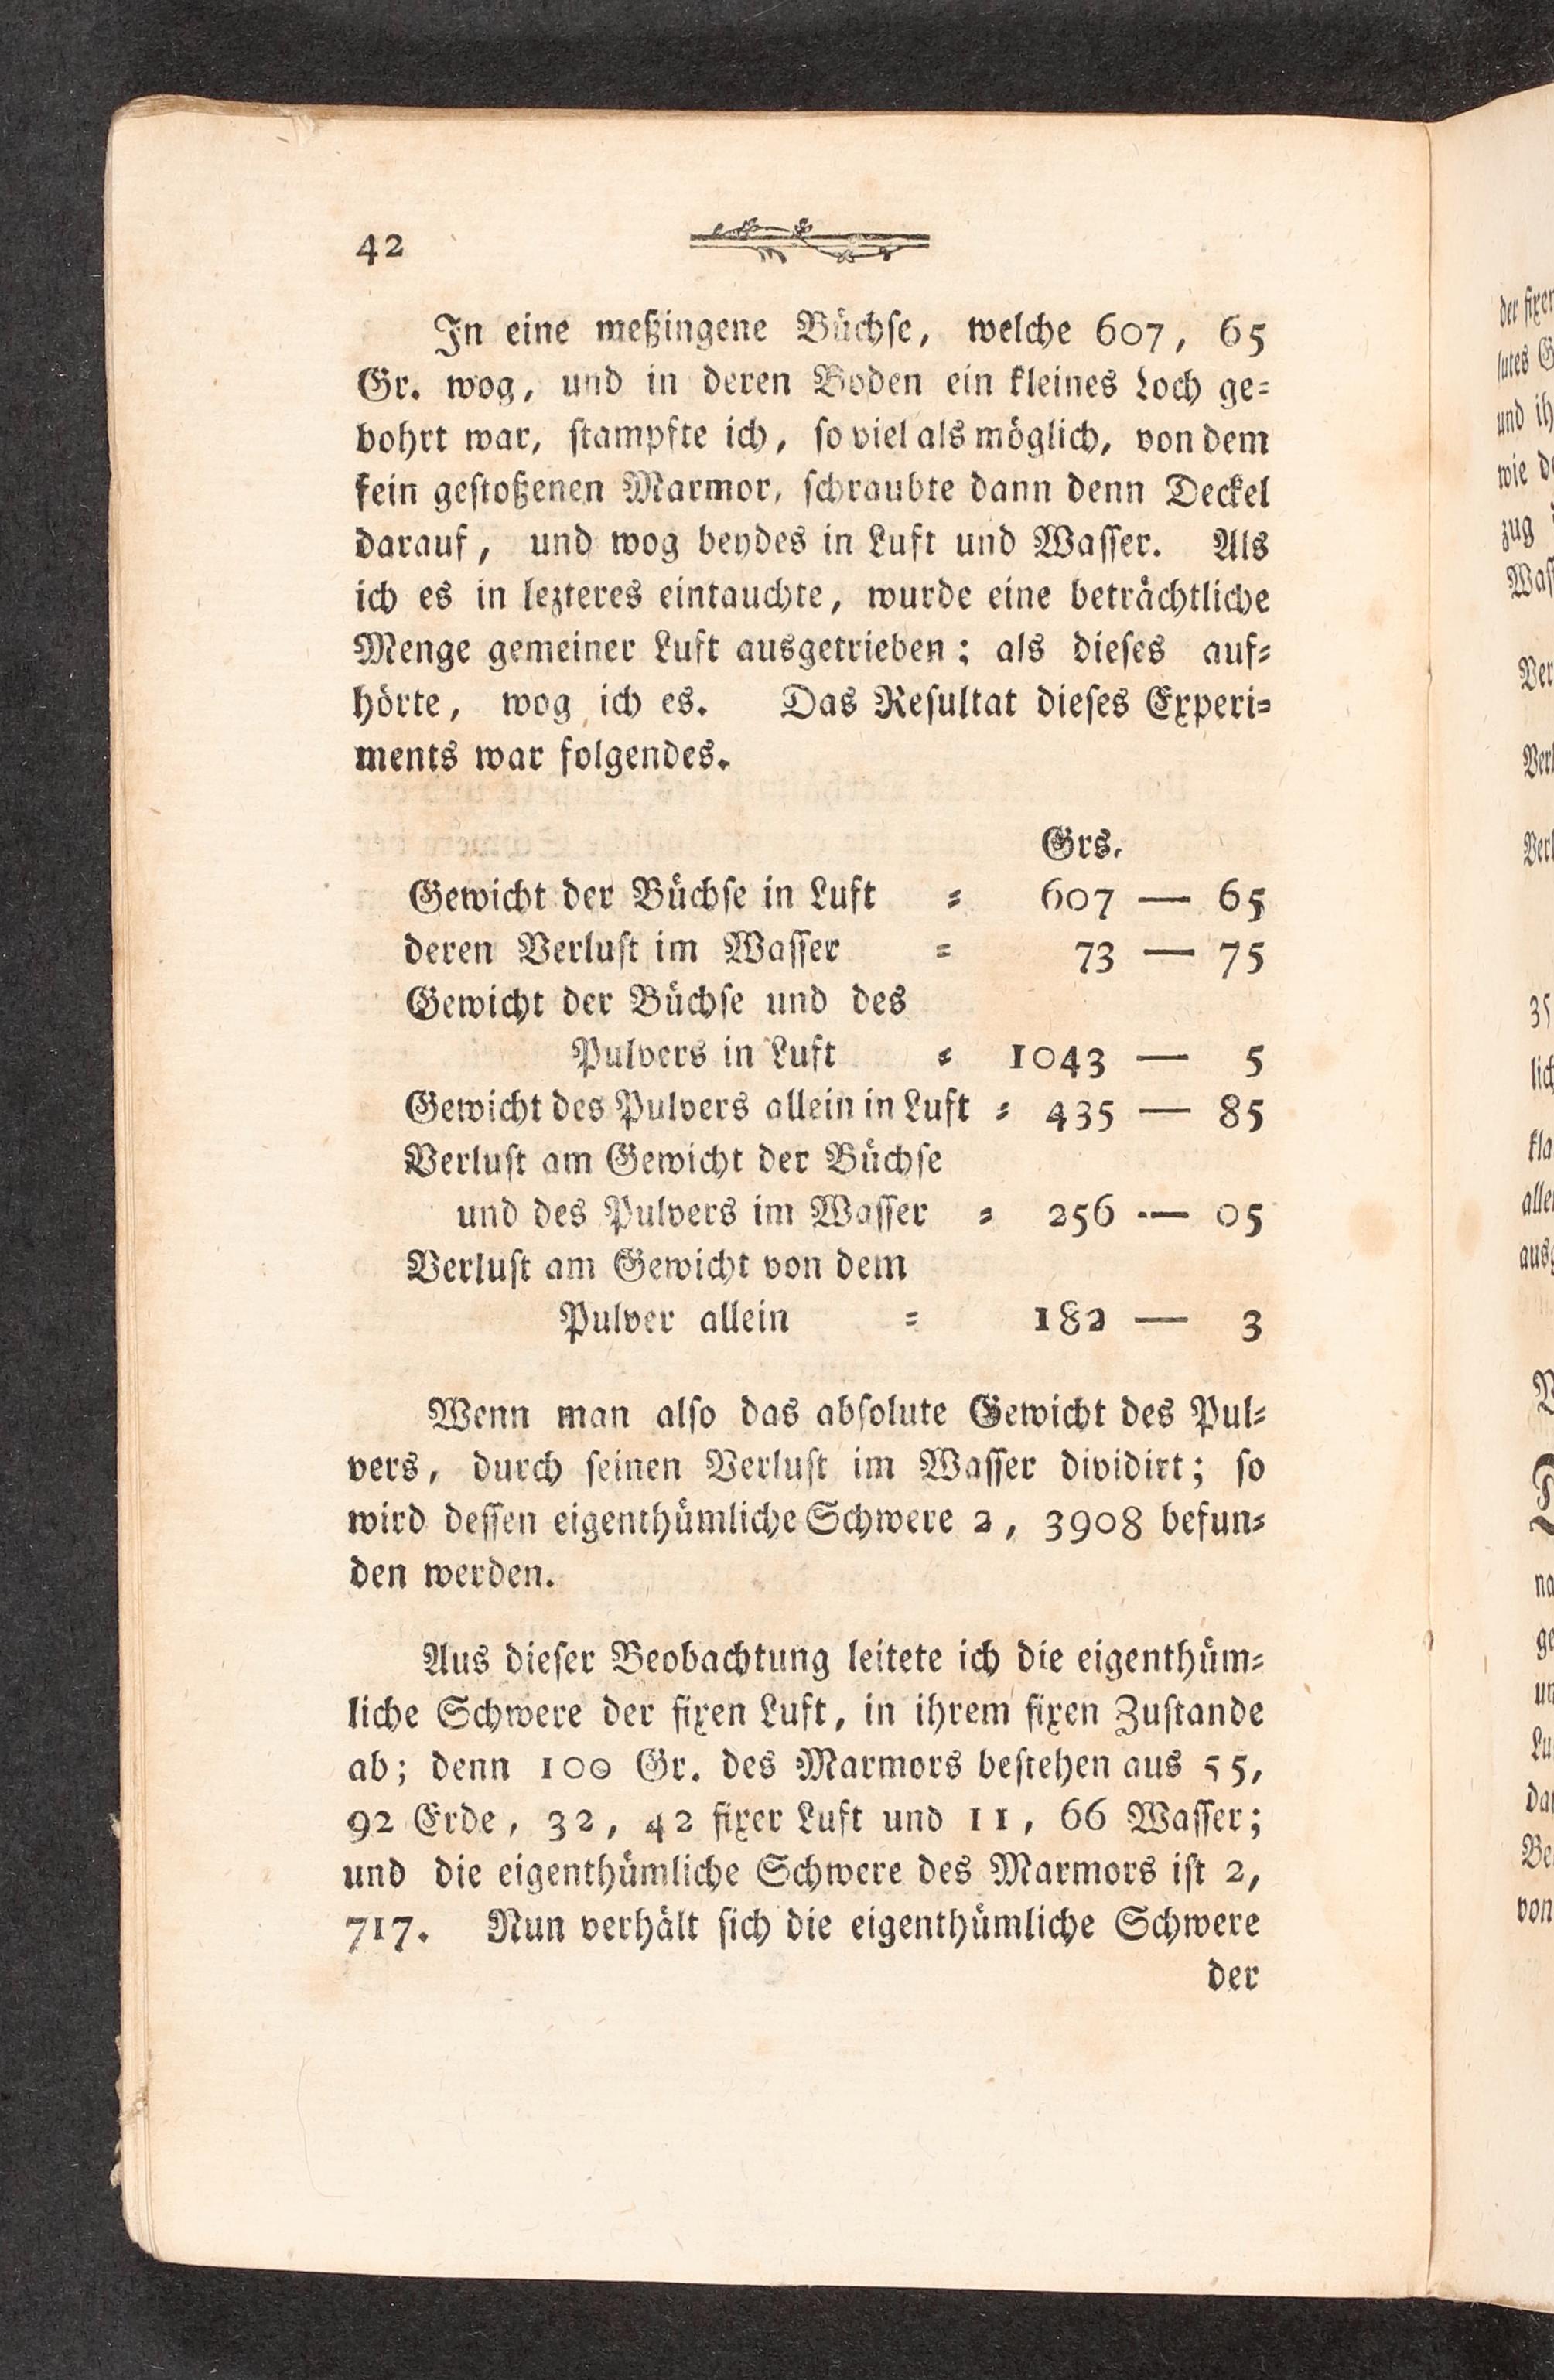 42
In eine meßingene Büchse, welche 607, 65
Gr. wog, und in deren Boden ein kleines Loch ge-
bohrt war, stampfte ich, so viel als möglich, von dem
fein gestoßenen Marmor, schraubte dann denn Deckel
darauf, und wog beydes in Luft und Wasser. Als
ich es in lezteres eintauchte, wurde eine beträchtliche
Menge gemeiner Luft ausgetrieben; als dieses auf-
hörte, wog ich es. Das Resultat dieses Experi-
ments war folgendes.
Grs.
Gewicht der Büchse in Luft = 607 — 65
deren Verlust im Wasser = 73 — 75
Gewicht der Büchse und des
Pulvers in Luft = 1043 — 5
Gewicht des Pulvers allein in Luft = 435 — 85
Verlust am Gewicht der Büchse
und des Pulvers im Wasser = 256 — 05
Verlust am Gewicht von dem
Pulver allein = 182 — 3
Wenn man also das absolute Gewicht des Pul-
vers, durch seinen Verlust im Wasser dividirt; so
wird dessen eigenthümliche Schwere 2, 3908 befun-
den werden.
Aus dieser Beobachtung leitete ich die eigenthüm-
liche Schwere der fixen Luft, in ihrem fixen Zustande
ab; denn 100 Gr. des Marmors bestehen aus 55,
92 Erde, 32, 42 fixer Luft und 11, 66 Wasser;
und die eigenthümliche Schwere des Marmors ist 2,
717. Nun verhält sich die eigenthümliche Schwere
der